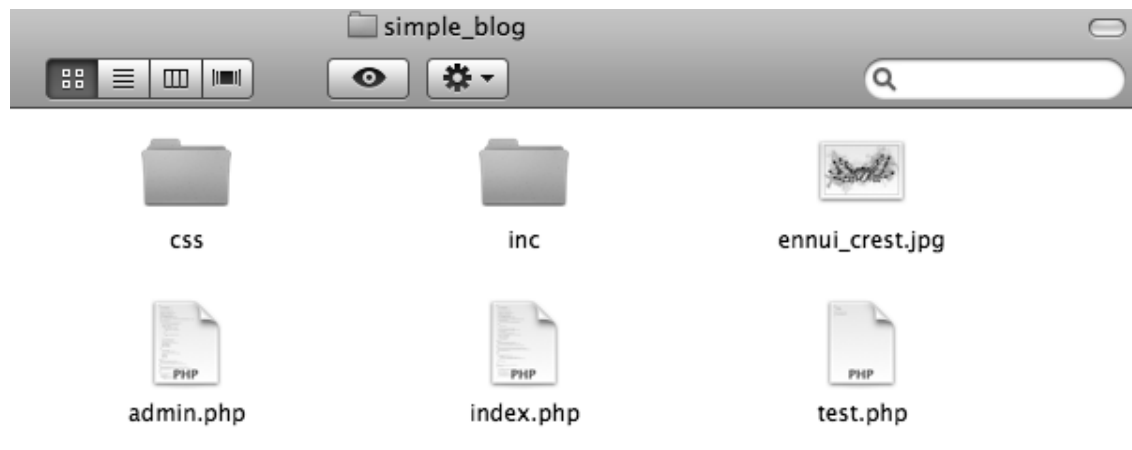 simple_blog
css
inc
ennui_crest.jpg
PHP
PHP
PHP
admin.php
index.php
test.php